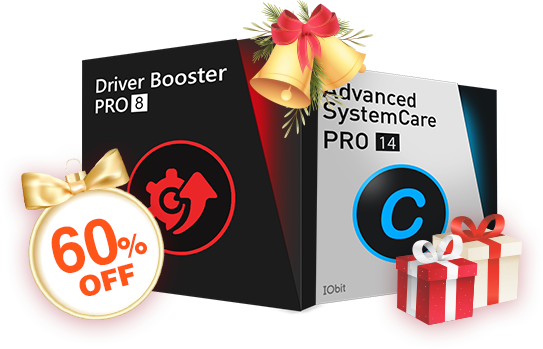 Driver Booster
PRO 8
Advanced
SystemCare
PRO 14
C
60%
OFF
IObit